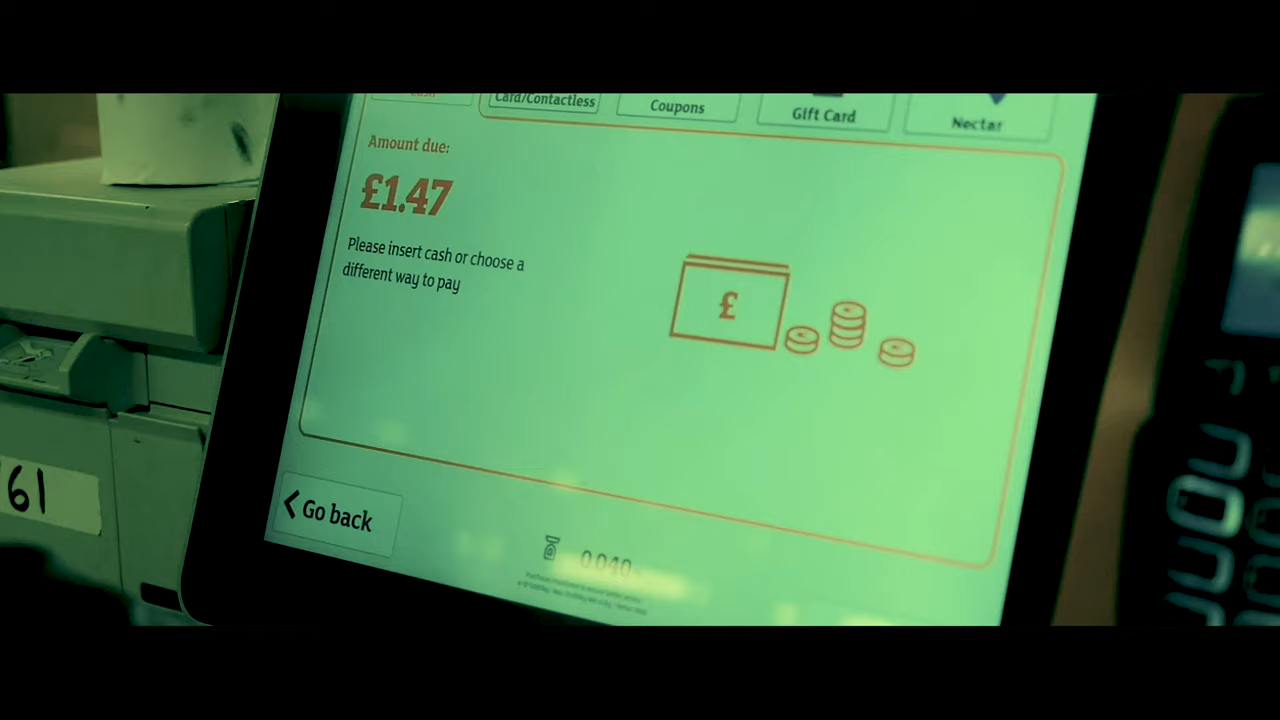 Cash
Card/Contactless
Coupons
Gift Card
Nectar
Amount due:
£1.47
Please insert cash or choose a
different way to pay
£
61
Go back
0.040